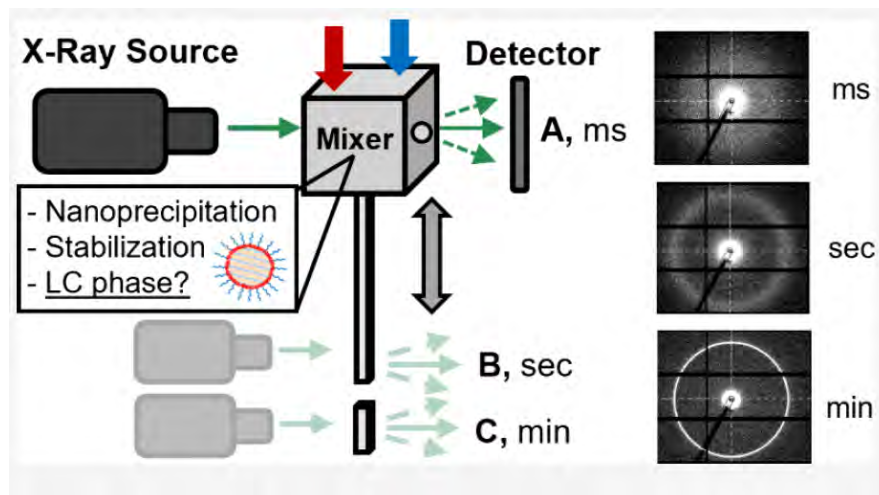 X-Ray Source
Detector
Mixer
A, ms
- Nanoprecipitation
- Stabilization
- LC phase?
B, sec
C, min
ms
sec
min